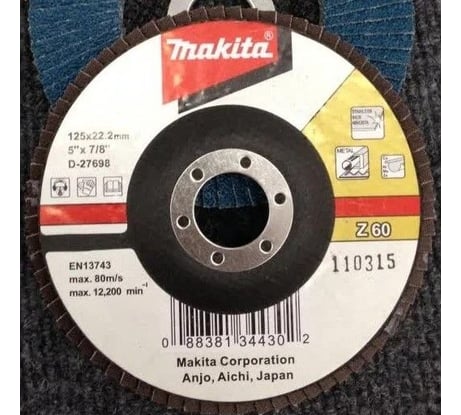 makita®
125x22.2mm
5"x 7/8"
D-27698
METAL
Z 60
EN13743
max. 80m/s
max. 12,200 min⁻¹
110315
0 88381 34430 2
Makita Corporation
Anjo, Aichi, Japan